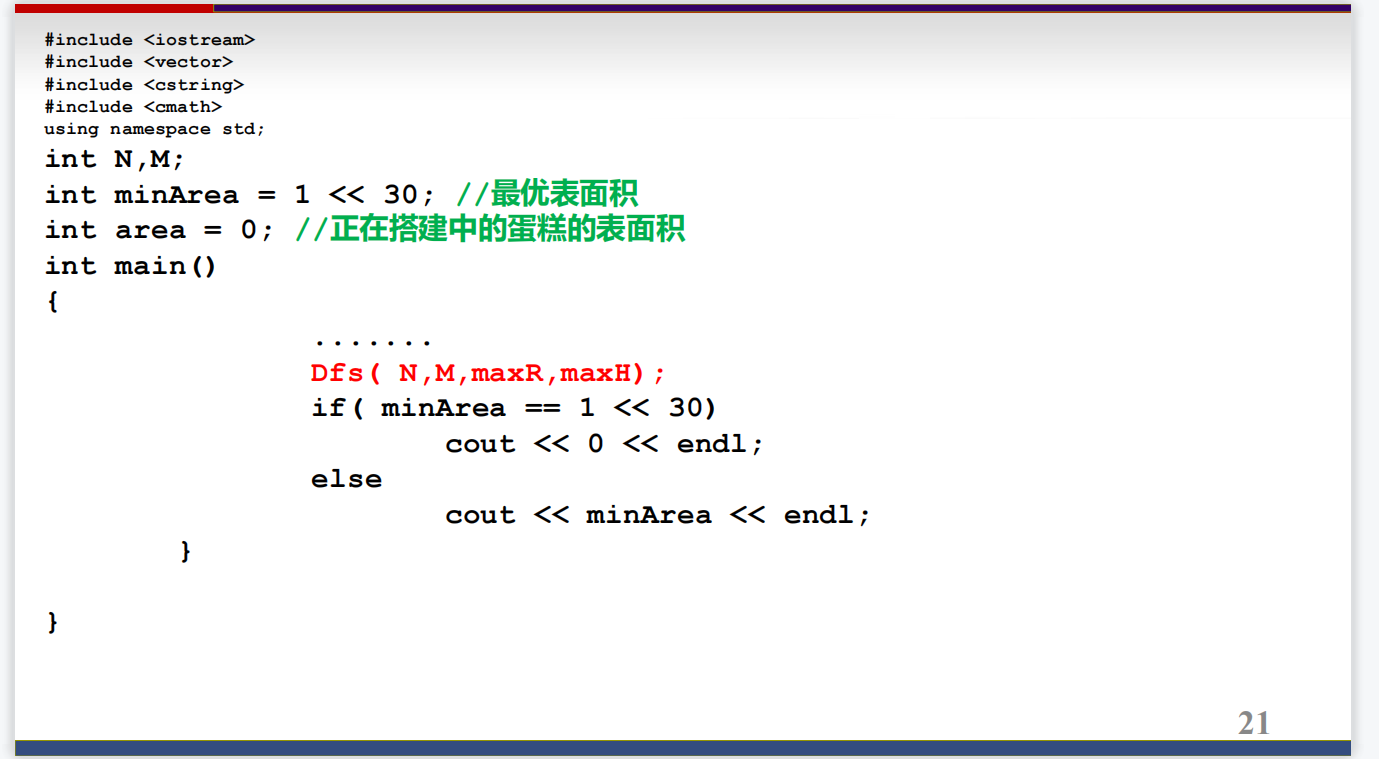 #include <iostream>
#include <vector>
#include <cstring>
#include <cmath>
using namespace std;
int N,M;
int minArea = 1 << 30; //最优表面积
int area = 0; //正在搭建中的蛋糕的表面积
int main()
{
.......
Dfs( N,M,maxR,maxH);
if( minArea == 1 << 30)
cout << 0 << endl;
else
cout << minArea << endl;
}
}
21